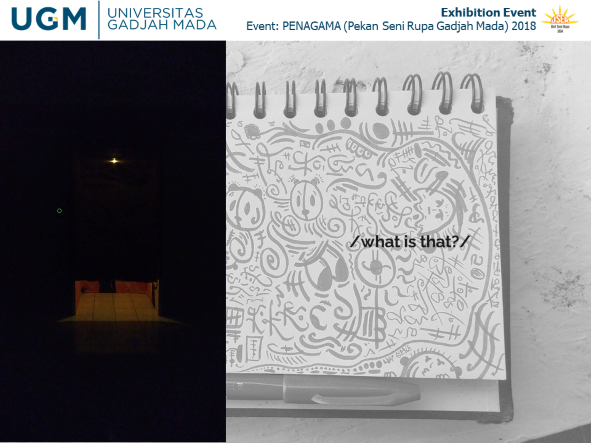 UGM
UNIVERSITAS
GADJAH MADA
Exhibition Event
Event: PENAGAMA (Pekan Seni Rupa Gadjah Mada) 2018
/what is that?/